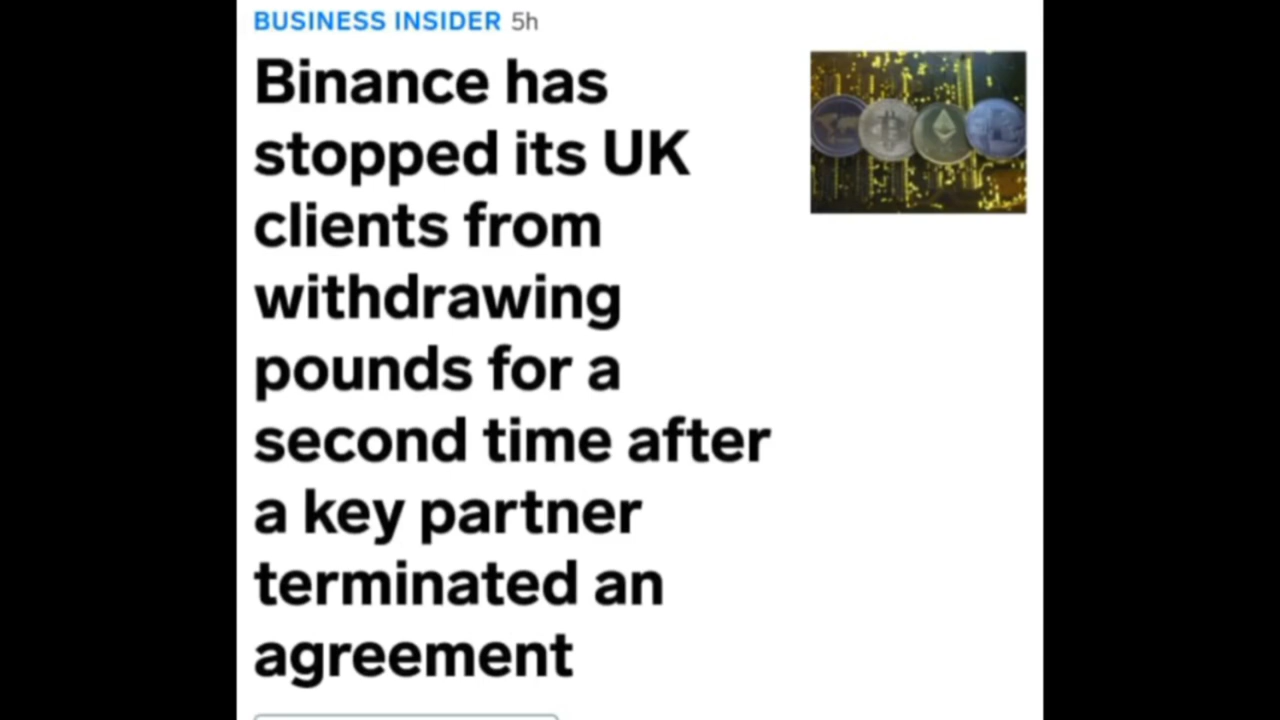 BUSINESS INSIDER 5h
Binance has
stopped its UK
clients from
withdrawing
pounds for a
second time after
a key partner
terminated an
agreement